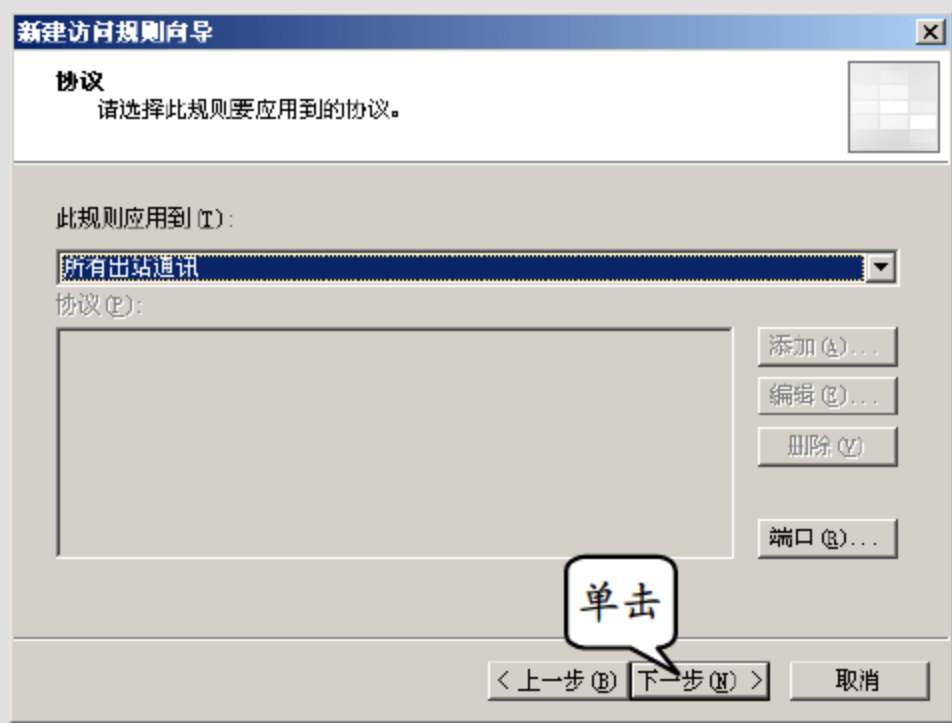 新建访问规则向导
协议
请选择此规则要应用到的协议。
此规则应用到(T):
所有出站通讯
协议(P):
添加(A)...
编辑(E)...
删除(V)
端口(R)...
单击
< 上一步(B) 下一步(N) > 取消